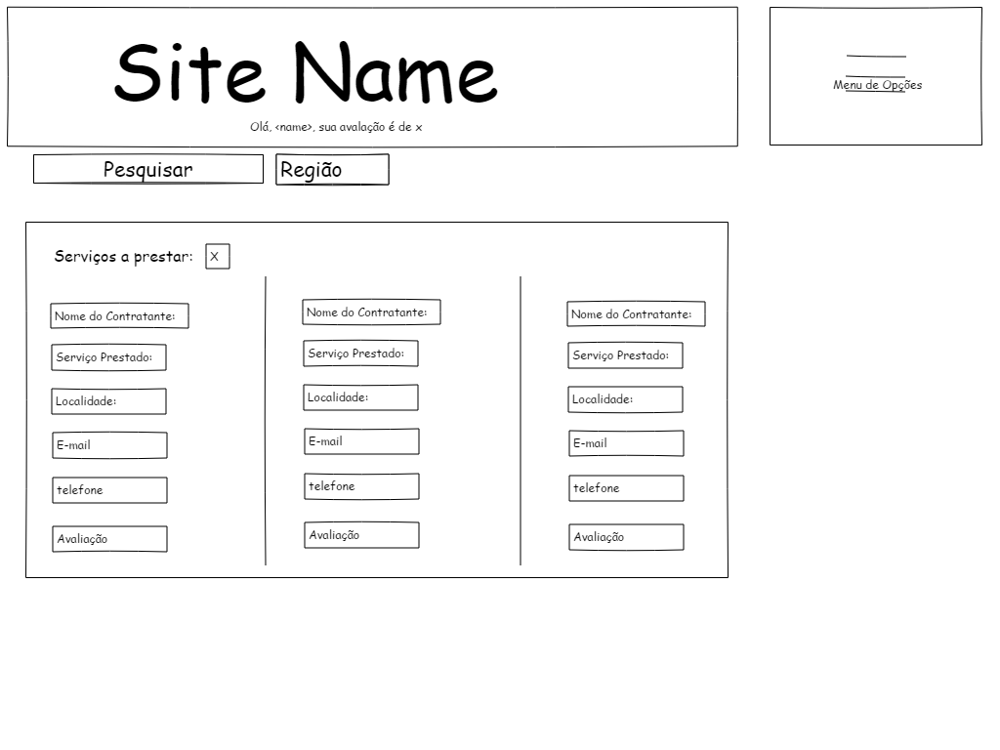 Site Name
Olá, <name>, sua avalação é de x
Menu de Opções
Pesquisar
Região
Serviços a prestar: X
Nome do Contratante:
Serviço Prestado:
Localidade:
E-mail
telefone
Avaliação
Nome do Contratante:
Serviço Prestado:
Localidade:
E-mail
telefone
Avaliação
Nome do Contratante:
Serviço Prestado:
Localidade:
E-mail
telefone
Avaliação